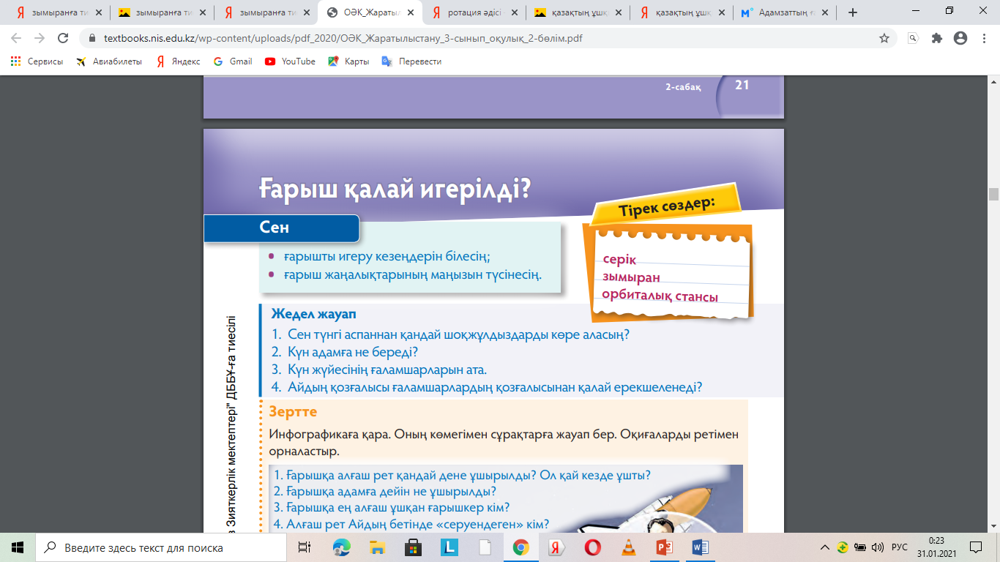 зымыранға ти
зымыранға ти
зымыранға ти
ОӘК_Жараты
ротация әдісі
қазақтың ұшқ
қазақтың ұшқ
Адамзаттың ғ
textbooks.nis.edu.kz/wp-content/uploads/pdf_2020/ОӘК_Жаратылыстану_3-сынып_оқулық_2-бөлім.pdf
Сервисы Авиабилеты Яндекс Gmail YouTube Карты Перевести
2-сабақ 21
Ғарыш қалай игерілді?
Тірек сөздер:
Сен
ғарышты игеру кезеңдерін білесің;
ғарыш жаңалықтарының маңызын түсінесің.
серік
зымыран
орбиталық стансы
Жедел жауап
1. Сен түнгі аспаннан қандай шоқжұлдыздарды көре аласың?
2. Күн адамға не береді?
3. Күн жүйесінің ғаламшарларын ата.
4. Айдың қозғалысы ғаламшарлардың қозғалысынан қалай ерекшеленеді?
Зертте
Инфографикаға қара. Оның көмегімен сұрақтарға жауап бер. Оқиғаларды ретімен
орналастыр.
1. Ғарышқа алғаш рет қандай дене ұшырылды? Ол қай кезде ұшты?
2. Ғарышқа адамға дейін не ұшырылды?
3. Ғарышқа ең алғаш ұшқан ғарышкер кім?
4. Алғаш рет Айдың бетінде «серуендеген» кім?
Зияткерлік мектептері" ДББҰ-ға тиесілі
Введите здесь текст для поиска
РУС
0:23
31.01.2021